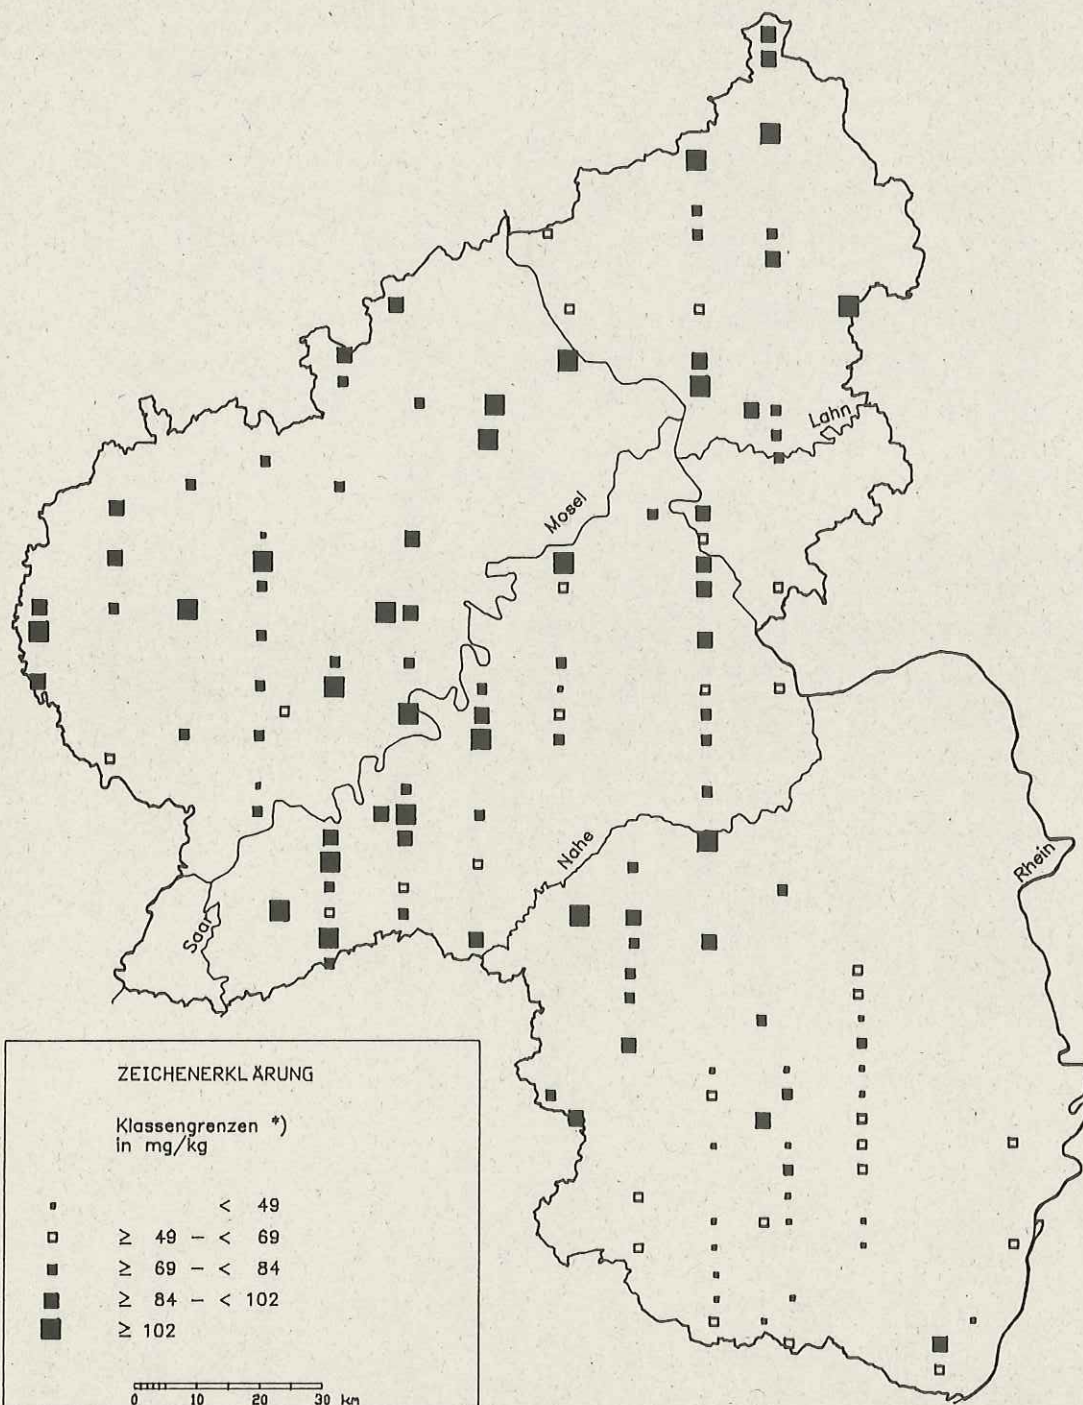 Lahn
Mosel
Nahe
Rhein
Saar
ZEICHENERKLÄRUNG
Klassengrenzen *)
in mg/kg
< 49
≥ 49 – < 69
≥ 69 – < 84
≥ 84 – < 102
≥ 102
0 10 20 30 km